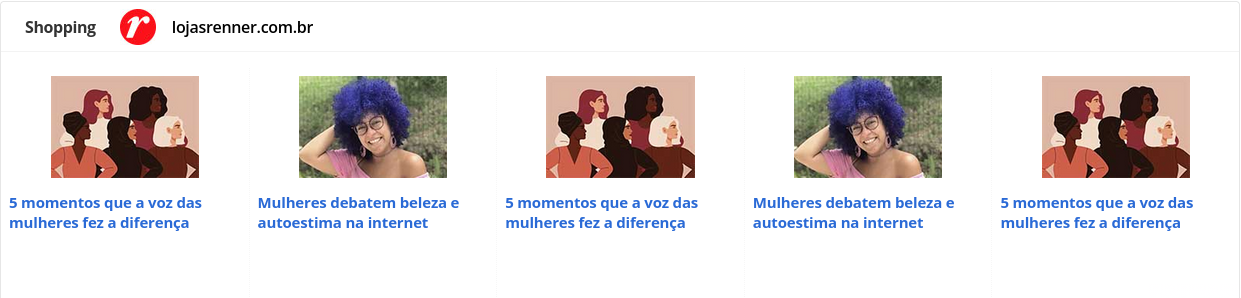 Shopping
r
lojasrenner.com.br
5 momentos que a voz das
mulheres fez a diferença
Mulheres debatem beleza e
autoestima na internet
5 momentos que a voz das
mulheres fez a diferença
Mulheres debatem beleza e
autoestima na internet
5 momentos que a voz das
mulheres fez a diferença